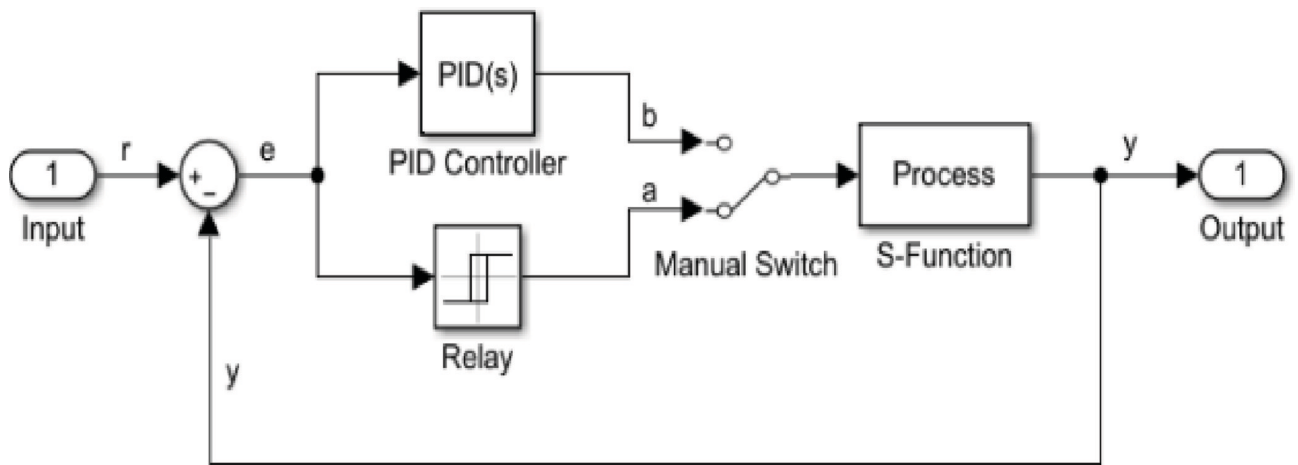 PID(s)
PID Controller
b
r
e
1
Input
+
−
a
Manual Switch
Process
S-Function
y
1
Output
Relay
y